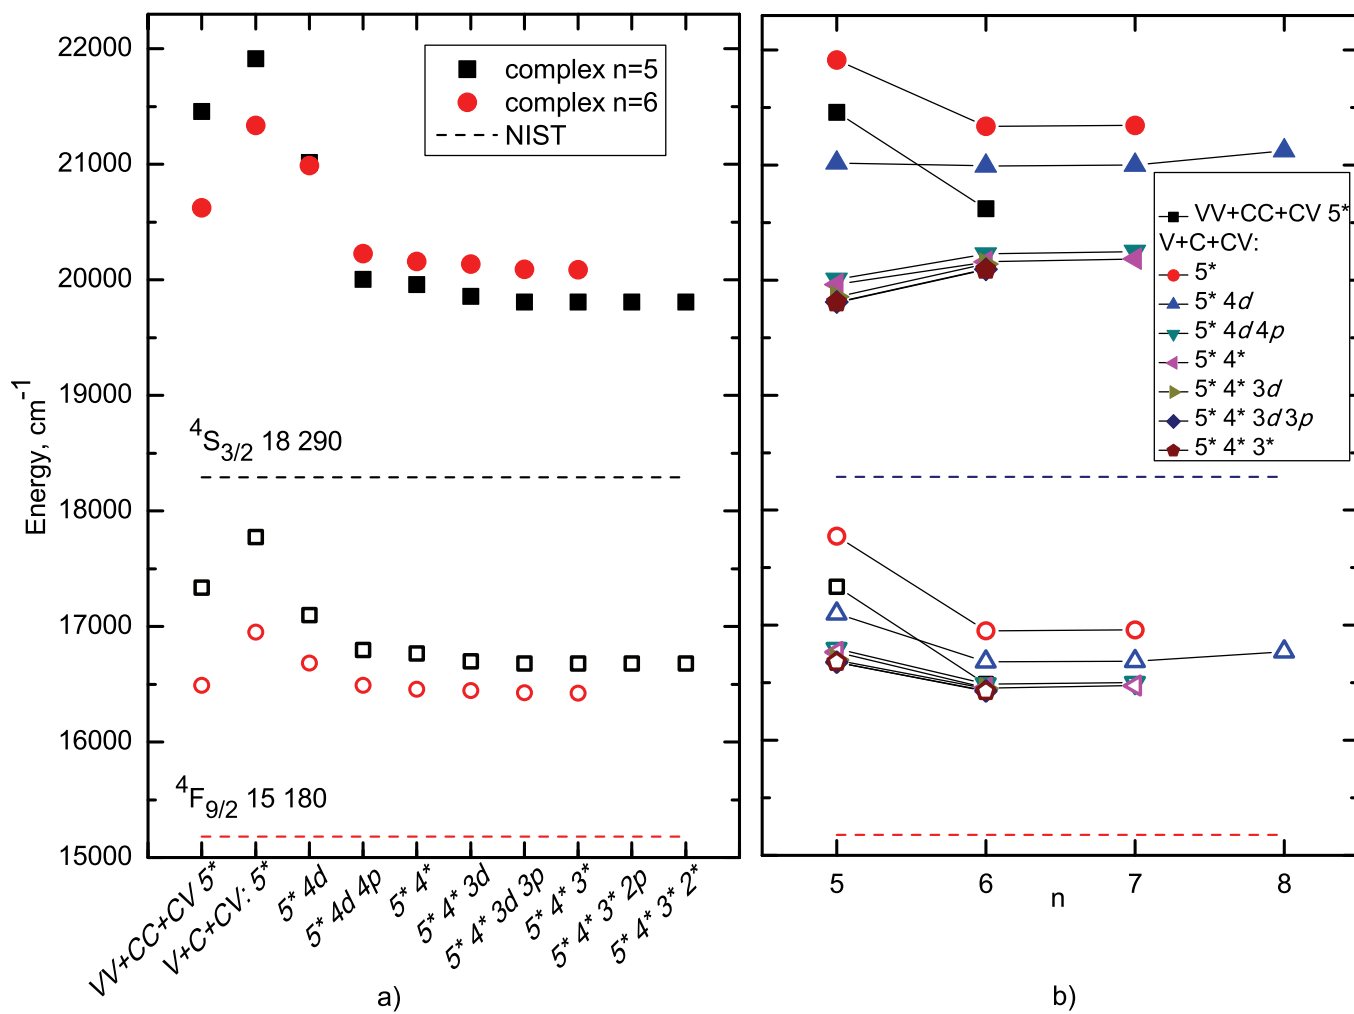 22000
21000
20000
19000
18000
17000
16000
15000
Energy, cm-1
complex n=5
complex n=6
NIST
4S3/2 18 290
4F9/2 15 180
VV+CC+CV 5*
V+C+CV: 5*
5* 4d
5* 4d 4p
5* 4*
5* 4* 3d
5* 4* 3d 3p
5* 4* 3*
5* 4* 3* 2p
5* 4* 3* 2*
a)
VV+CC+CV 5*
V+C+CV:
5*
5* 4d
5* 4d 4p
5* 4*
5* 4* 3d
5* 4* 3d 3p
5* 4* 3*
5 6 7 8
n
b)